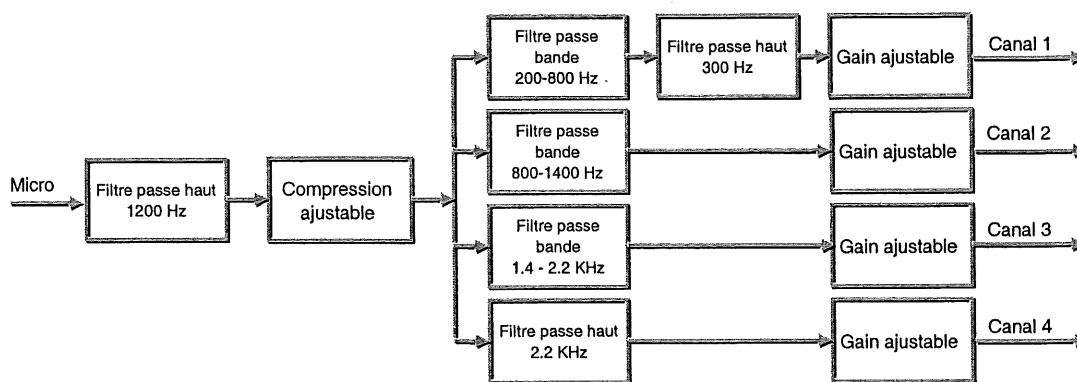 Micro
Filtre passe haut
1200 Hz
Compression
ajustable
Filtre passe
bande
200-800 Hz
Filtre passe haut
300 Hz
Gain ajustable
Canal 1
Filtre passe
bande
800-1400 Hz
Gain ajustable
Canal 2
Filtre passe
bande
1.4 - 2.2 KHz
Gain ajustable
Canal 3
Filtre passe haut
2.2 KHz
Gain ajustable
Canal 4